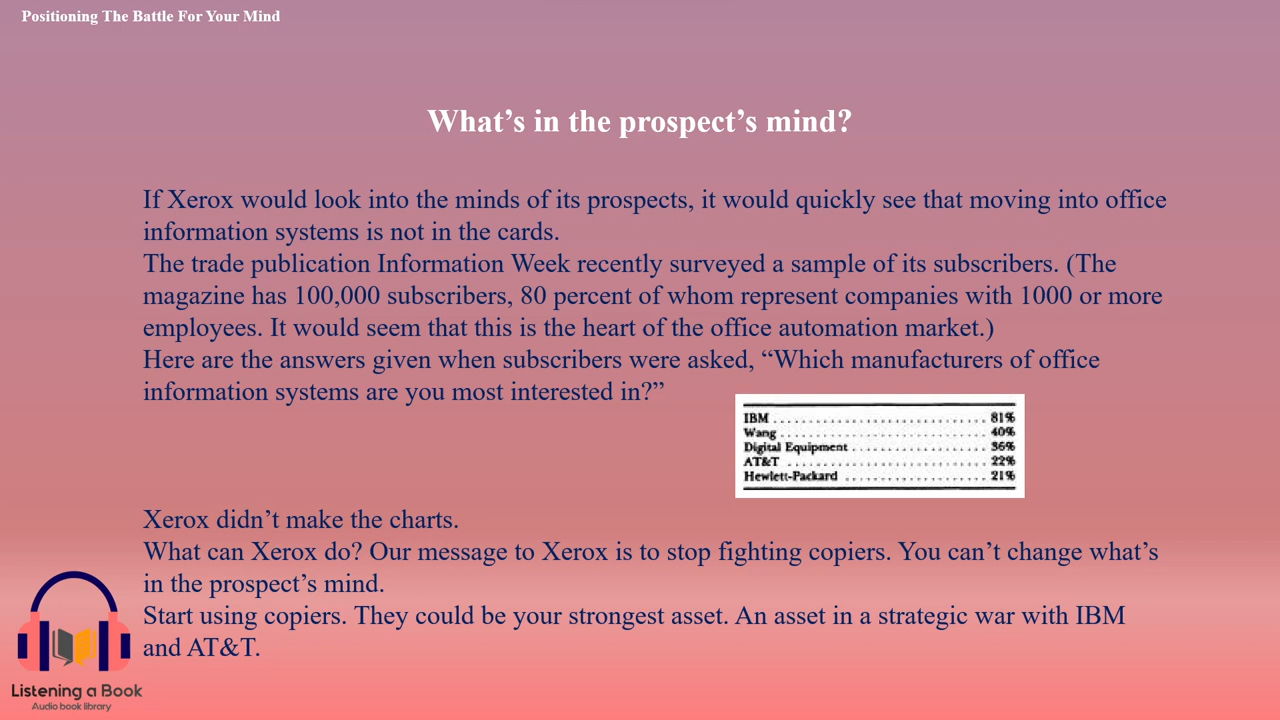 Positioning The Battle For Your Mind
What’s in the prospect’s mind?
If Xerox would look into the minds of its prospects, it would quickly see that moving into office
information systems is not in the cards.
The trade publication Information Week recently surveyed a sample of its subscribers. (The
magazine has 100,000 subscribers, 80 percent of whom represent companies with 1000 or more
employees. It would seem that this is the heart of the office automation market.)
Here are the answers given when subscribers were asked, “Which manufacturers of office
information systems are you most interested in?”
IBM .............................. 81%
Wang .............................. 40%
Digital Equipment .................... 36%
AT&T .............................. 22%
Hewlett-Packard ..................... 21%
Xerox didn’t make the charts.
What can Xerox do? Our message to Xerox is to stop fighting copiers. You can’t change what’s
in the prospect’s mind.
Start using copiers. They could be your strongest asset. An asset in a strategic war with IBM
and AT&T.
Listening a Book
Audio book library